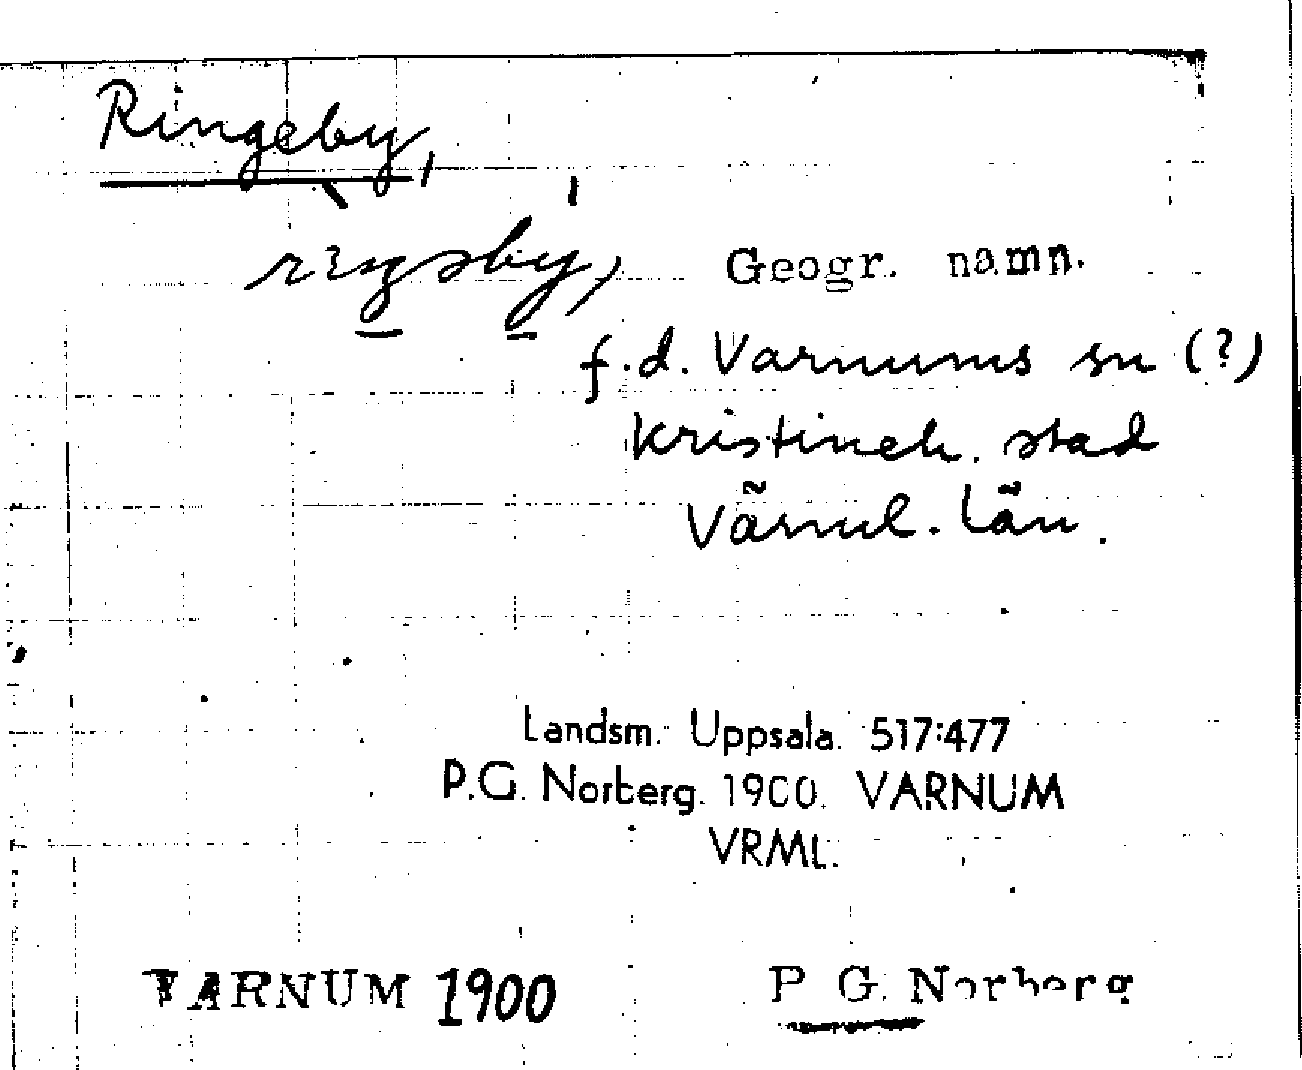 Ringeby,
Geogr. namn.
f.d. Varnums sn (?)
Kristineh. stad
Värml. län.
Landsm. Uppsala. 517:477
P.G. Norberg. 1900. VARNUM
VRML.
VARNUM 1900
P G. Norberg